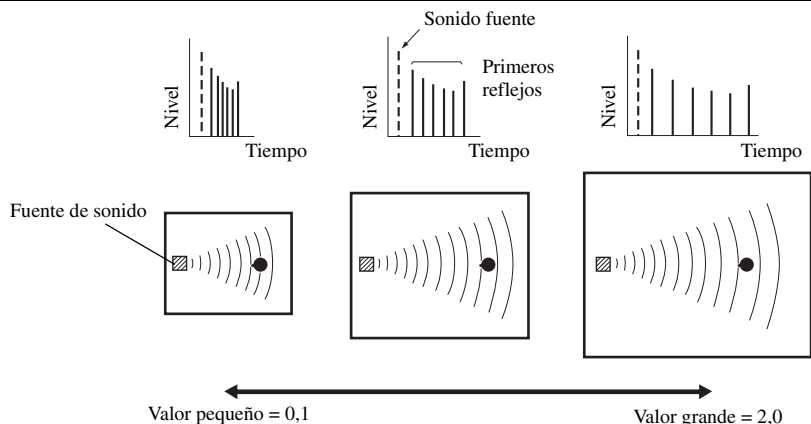 Sonido fuente
Primeros
reflejos
Nivel
Tiempo
Nivel
Tiempo
Nivel
Tiempo
Fuente de sonido
Valor pequeño = 0,1
Valor grande = 2,0